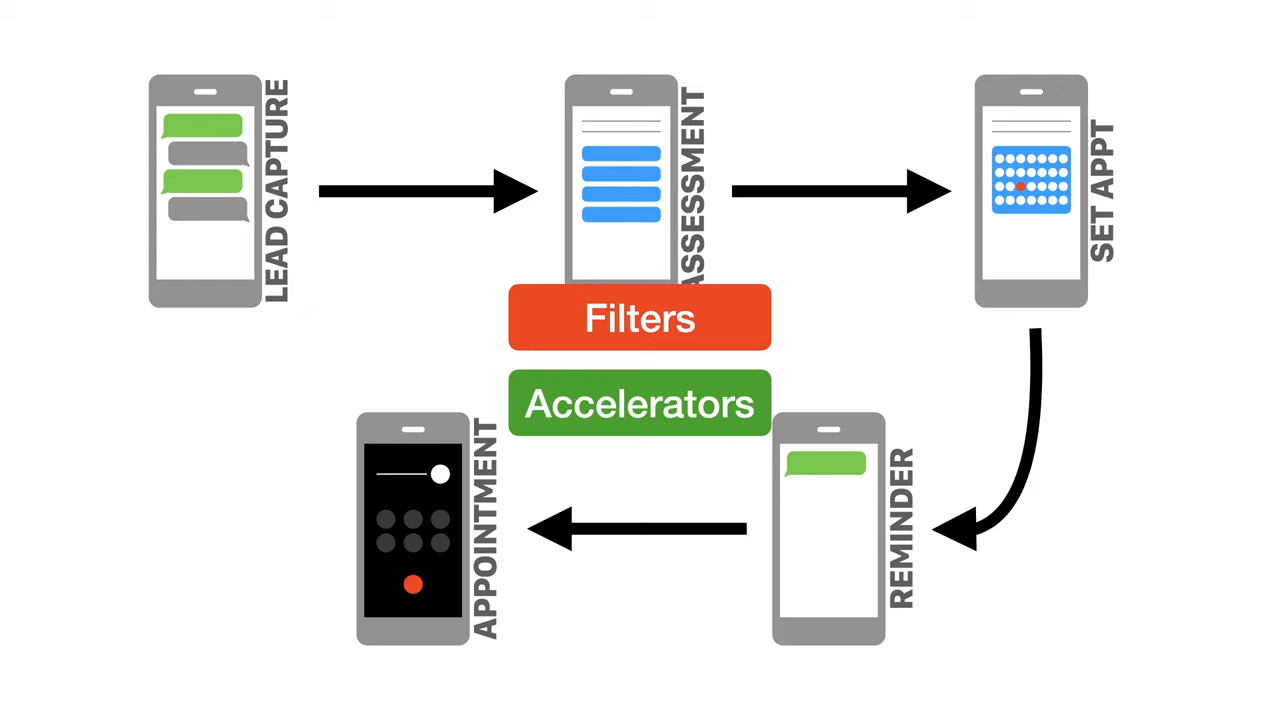 LEAD CAPTURE
ASSESSMENT
SET APPT
Filters
Accelerators
APPOINTMENT
REMINDER